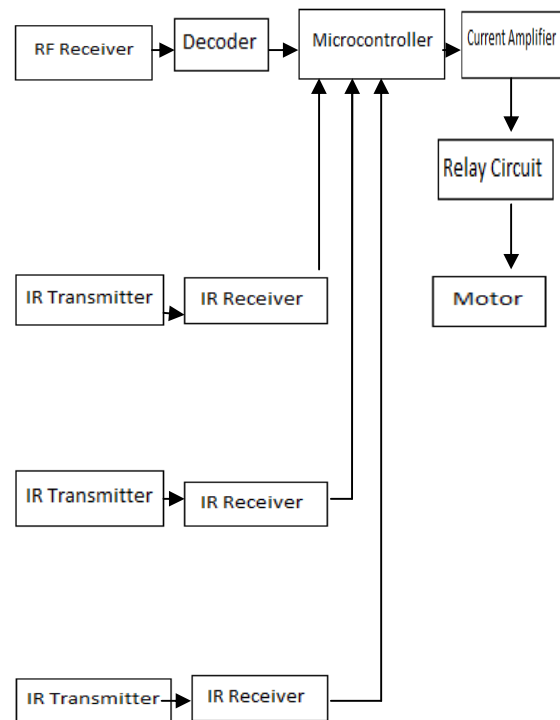 RF Receiver
Decoder
Microcontroller
Current Amplifier
Relay Circuit
Motor
IR Transmitter
IR Receiver
IR Transmitter
IR Receiver
IR Transmitter
IR Receiver